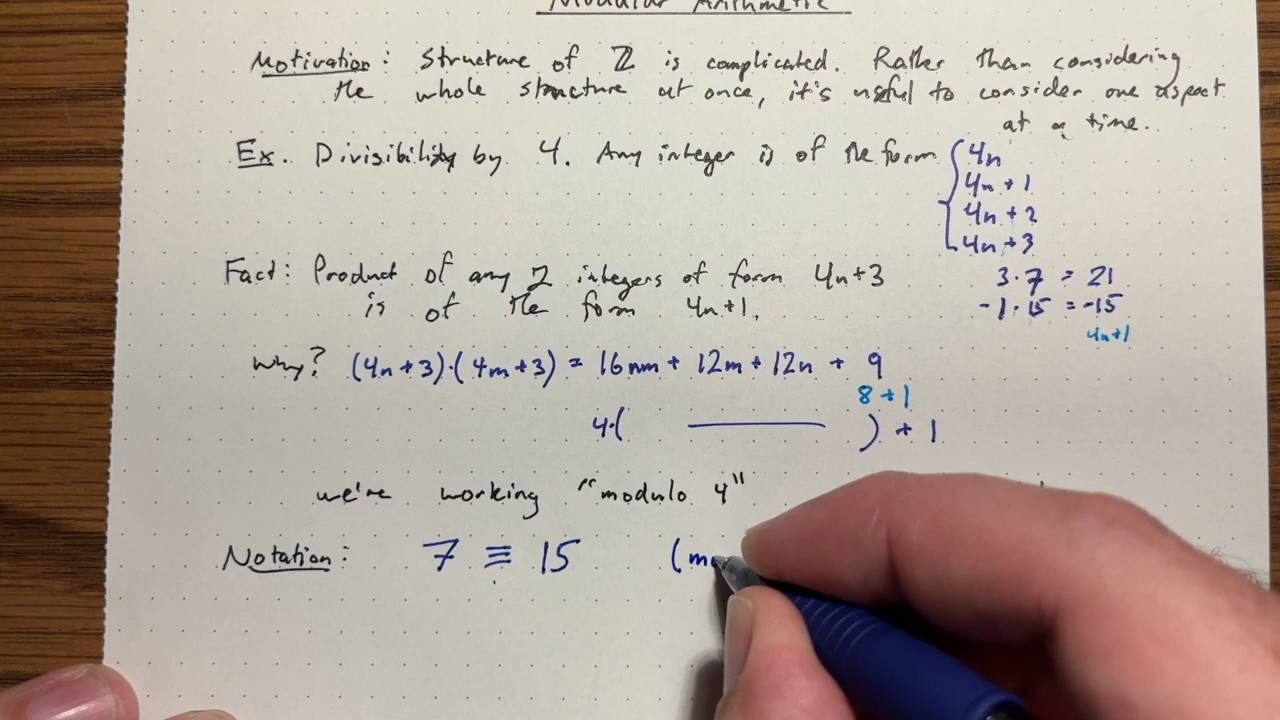 Modular Arithmetic
Motivation: Structure of ℤ is complicated. Rather than considering
the whole structure at once, it's useful to consider one aspect
at a time.
Ex. Divisibility by 4. Any integer is of the form { 4n
4n + 1
4n + 2
4n + 3
Fact: Product of any 2 integers of form 4n+3
is of the form 4n+1.
3·7 = 21
-1·15 = -15
4n+1
Why? (4n+3)·(4m+3) = 16nm + 12m + 12n + 9
8 + 1
4·( ——— ) + 1
we're working "modulo 4"
Notation: 7 ≡ 15 (mo